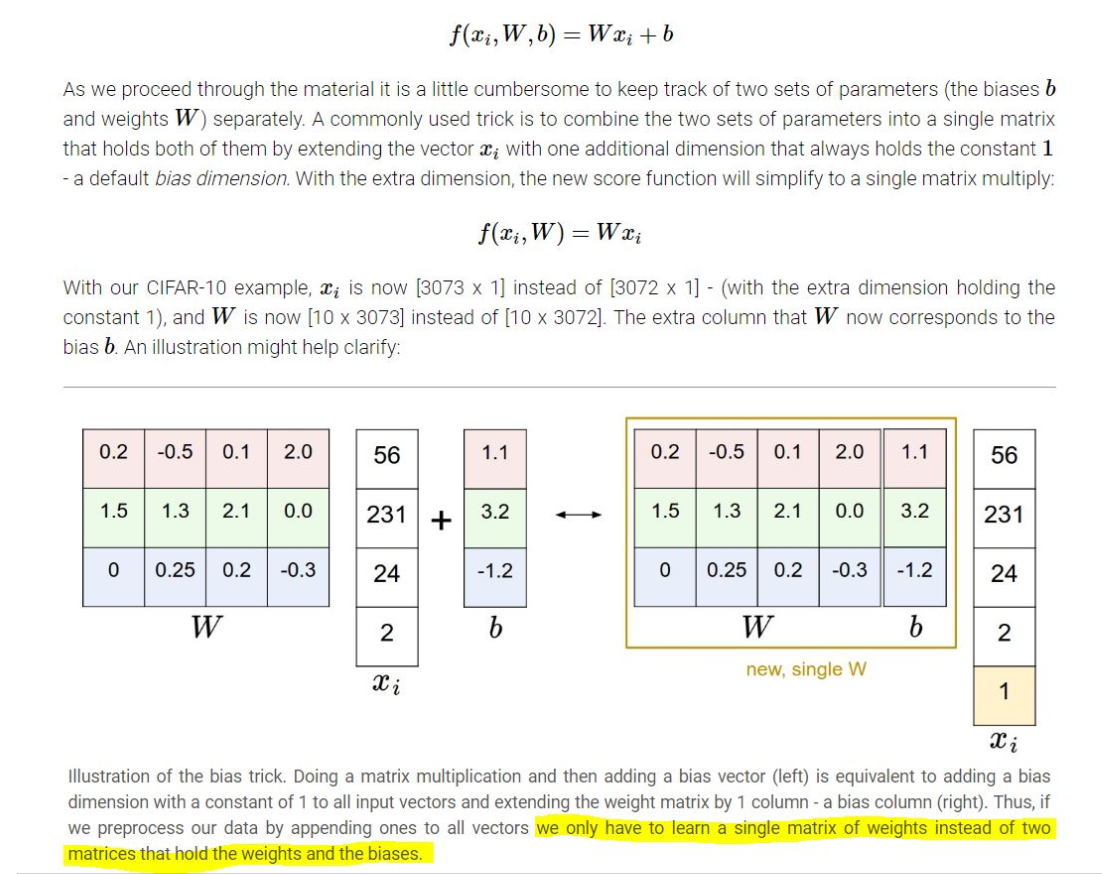 f(xᵢ, W, b) = Wxᵢ + b
As we proceed through the material it is a little cumbersome to keep track of two sets of parameters (the biases b
and weights W) separately. A commonly used trick is to combine the two sets of parameters into a single matrix
that holds both of them by extending the vector xᵢ with one additional dimension that always holds the constant 1
- a default bias dimension. With the extra dimension, the new score function will simplify to a single matrix multiply:
f(xᵢ, W) = Wxᵢ
With our CIFAR-10 example, xᵢ is now [3073 x 1] instead of [3072 x 1] - (with the extra dimension holding the
constant 1), and W is now [10 x 3073] instead of [10 x 3072]. The extra column that W now corresponds to the
bias b. An illustration might help clarify:
0.2 -0.5 0.1 2.0 56 1.1 0.2 -0.5 0.1 2.0 1.1 56
1.5 1.3 2.1 0.0 231 + 3.2 ↔ 1.5 1.3 2.1 0.0 3.2 231
0 0.25 0.2 -0.3 24 -1.2 0 0.25 0.2 -0.3 -1.2 24
W 2 b W b 2
xᵢ new, single W 1
xᵢ
Illustration of the bias trick. Doing a matrix multiplication and then adding a bias vector (left) is equivalent to adding a bias
dimension with a constant of 1 to all input vectors and extending the weight matrix by 1 column - a bias column (right). Thus, if
we preprocess our data by appending ones to all vectors we only have to learn a single matrix of weights instead of two
matrices that hold the weights and the biases.